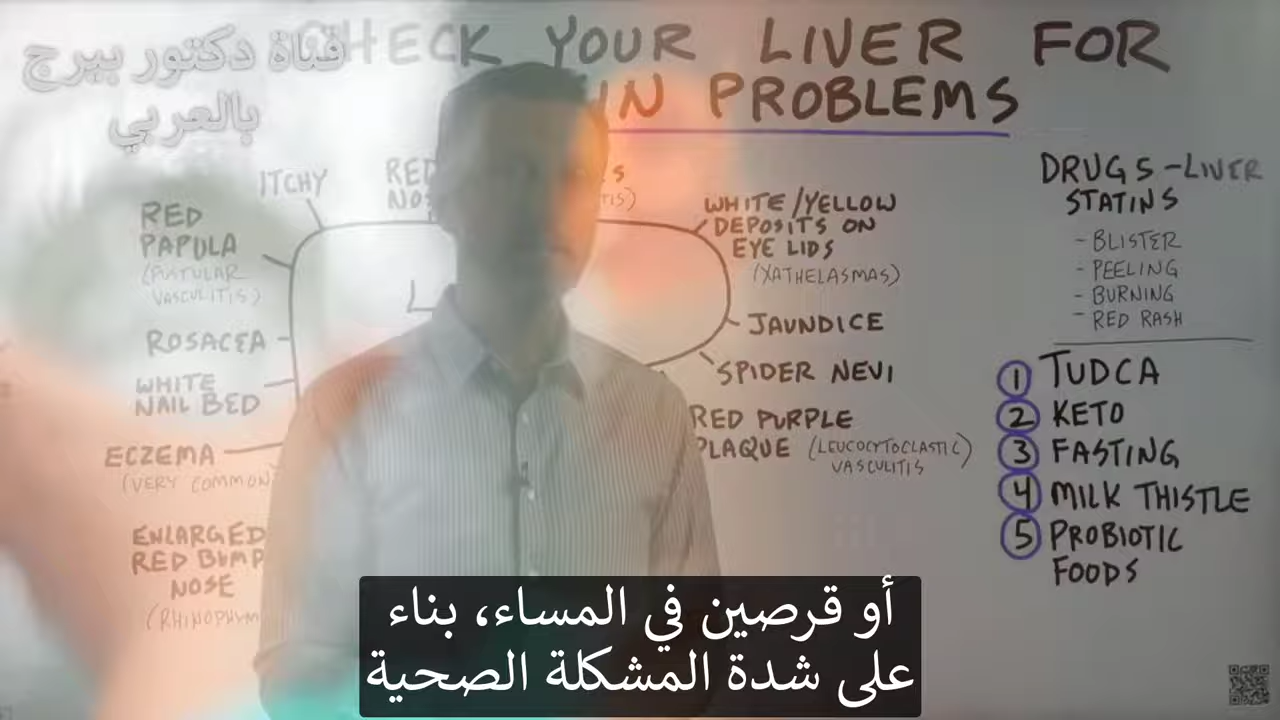 CHECK YOUR LIVER FOR
IN PROBLEMS
قناة دكتور بيرج
بالعربي
ITCHY
RED
PAPULA
(PUSTULAR
VASCULITIS)
ROSACEA
WHITE
NAIL BED
ECZEMA
(VERY COMMON
ENLARGED
RED BUMP
NOSE
(RHINOPHYM
RED
NOS
WHITE/YELLOW
DEPOSITS ON
EYE LIDS
(XATHELASMAS)
JAUNDICE
SPIDER NEVI
RED PURPLE
PLAQUE (LEUCOCYTOCLASTIC)
VASCULITIS
DRUGS - LIVER
STATINS
- BLISTER
- PEELING
- BURNING
- RED RASH
1 TUDCA
2 KETO
3 FASTING
4 MILK THISTLE
5 PROBIOTIC
FOODS
أو قرصين في المساء، بناء
على شدة المشكلة الصحية